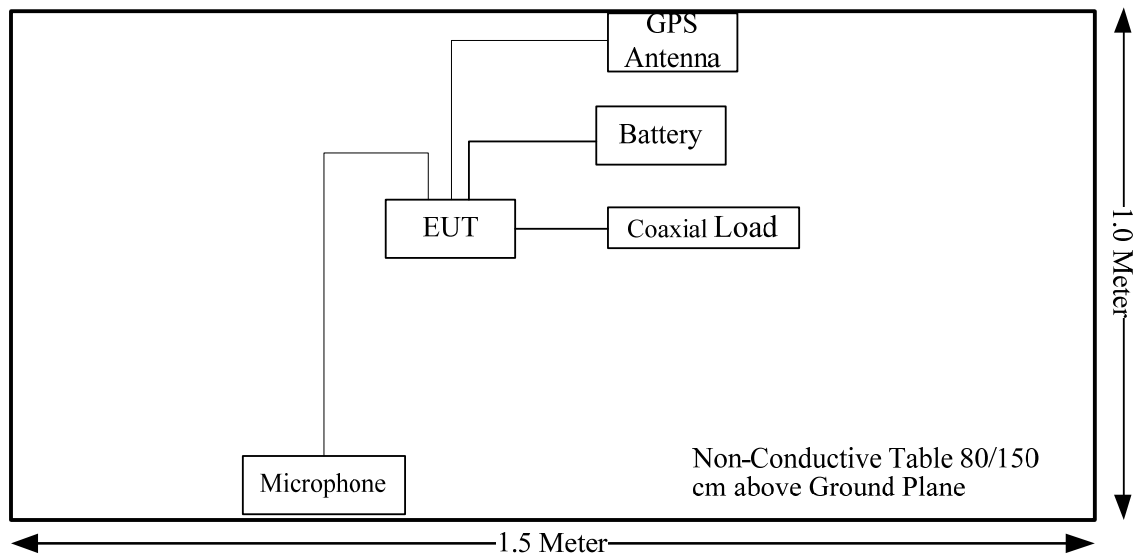 GPS
Antenna
Battery
EUT
Coaxial Load
1.0 Meter
Microphone
Non-Conductive Table 80/150
cm above Ground Plane
1.5 Meter